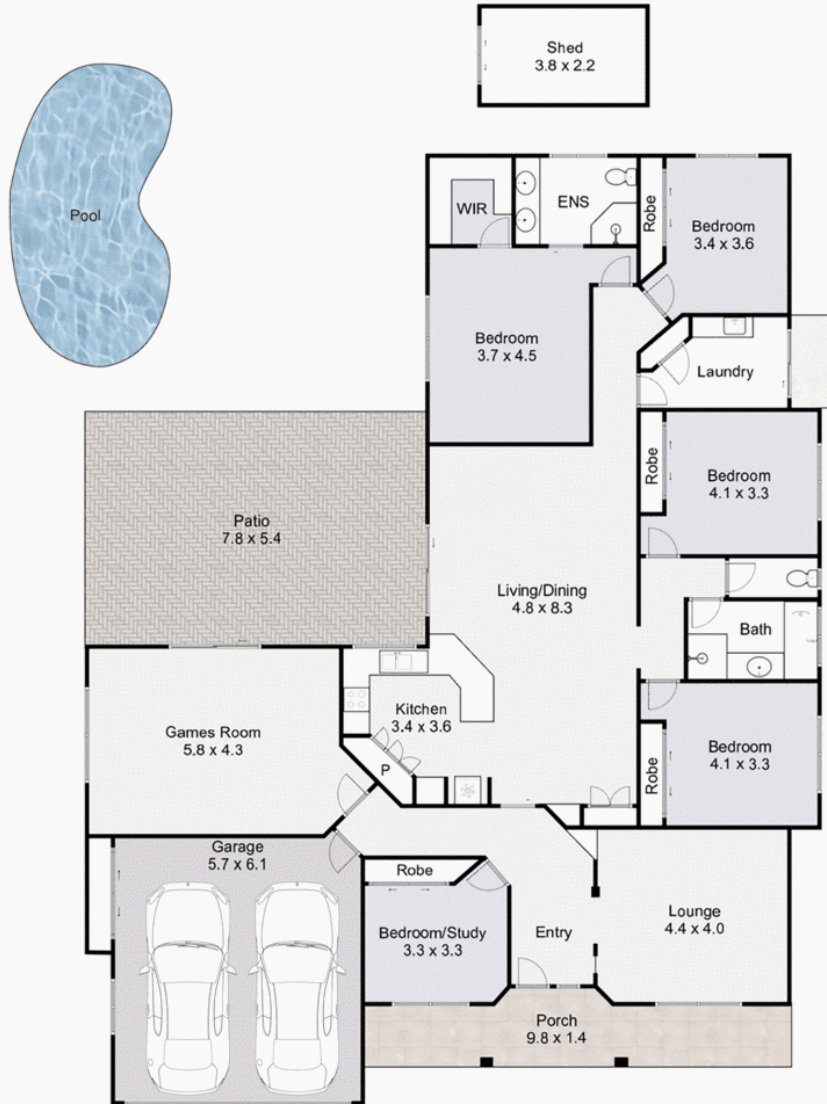 Shed
3.8 x 2.2
Pool
WIR
ENS
Robe
Bedroom
3.4 x 3.6
Bedroom
3.7 x 4.5
Laundry
Robe
Bedroom
4.1 x 3.3
Patio
7.8 x 5.4
Living/Dining
4.8 x 8.3
Bath
Kitchen
3.4 x 3.6
Games Room
5.8 x 4.3
P
Robe
Bedroom
4.1 x 3.3
Garage
5.7 x 6.1
Robe
Bedroom/Study
3.3 x 3.3
Entry
Lounge
4.4 x 4.0
Porch
9.8 x 1.4